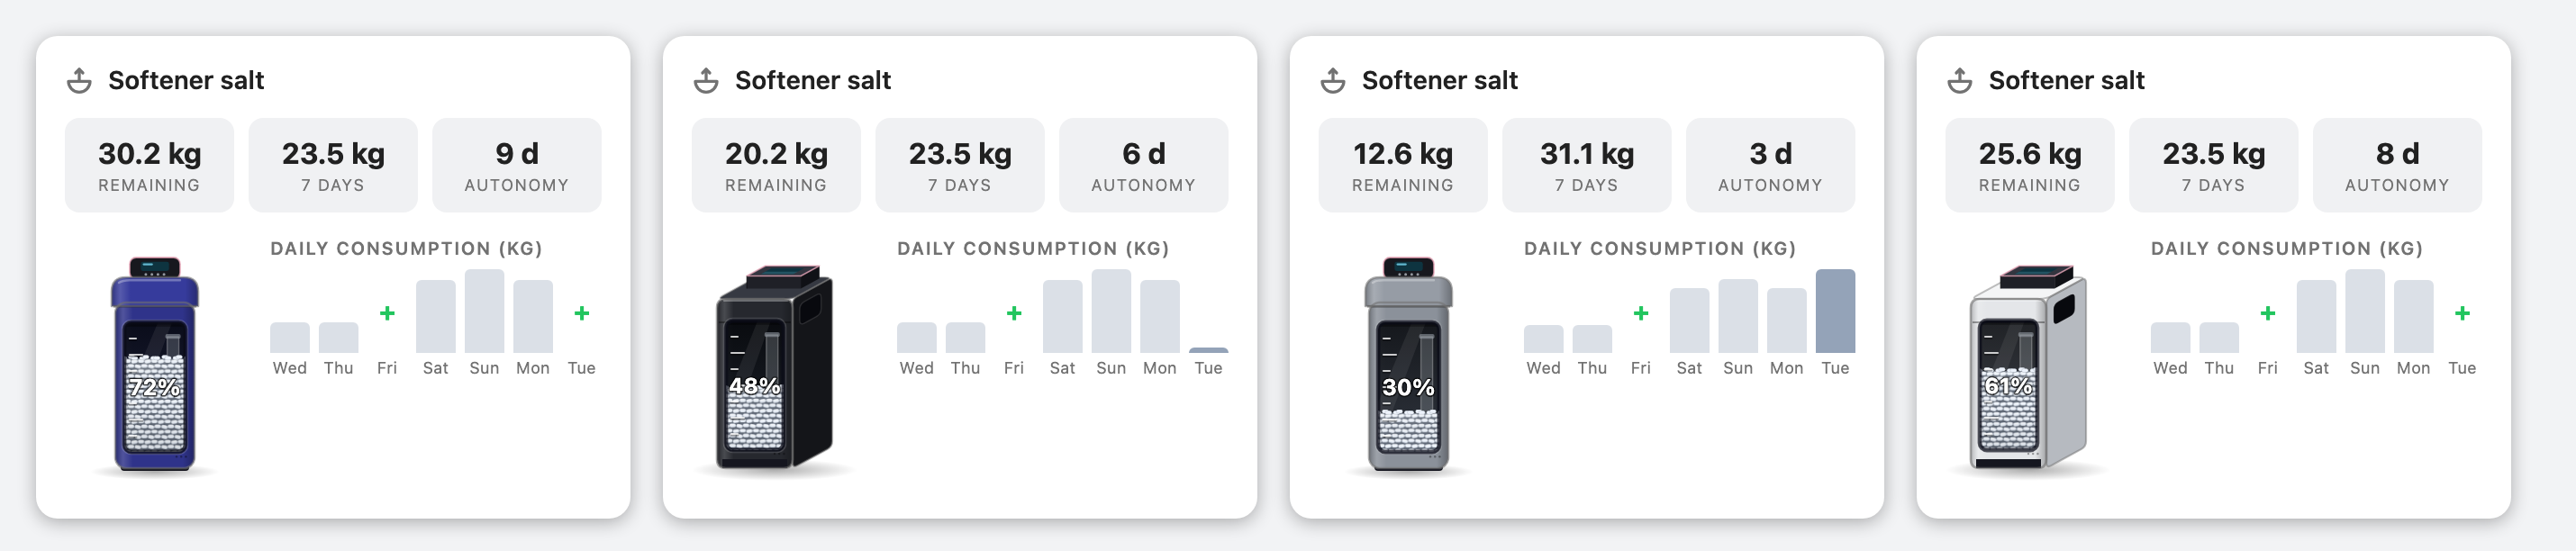 Softener salt
30.2 kg
REMAINING
23.5 kg
7 DAYS
9 d
AUTONOMY
72%
DAILY CONSUMPTION (KG)
+ +
Wed Thu Fri Sat Sun Mon Tue
Softener salt
20.2 kg
REMAINING
23.5 kg
7 DAYS
6 d
AUTONOMY
48%
DAILY CONSUMPTION (KG)
+
Wed Thu Fri Sat Sun Mon Tue
Softener salt
12.6 kg
REMAINING
31.1 kg
7 DAYS
3 d
AUTONOMY
30%
DAILY CONSUMPTION (KG)
+
Wed Thu Fri Sat Sun Mon Tue
Softener salt
25.6 kg
REMAINING
23.5 kg
7 DAYS
8 d
AUTONOMY
61%
DAILY CONSUMPTION (KG)
+ +
Wed Thu Fri Sat Sun Mon Tue